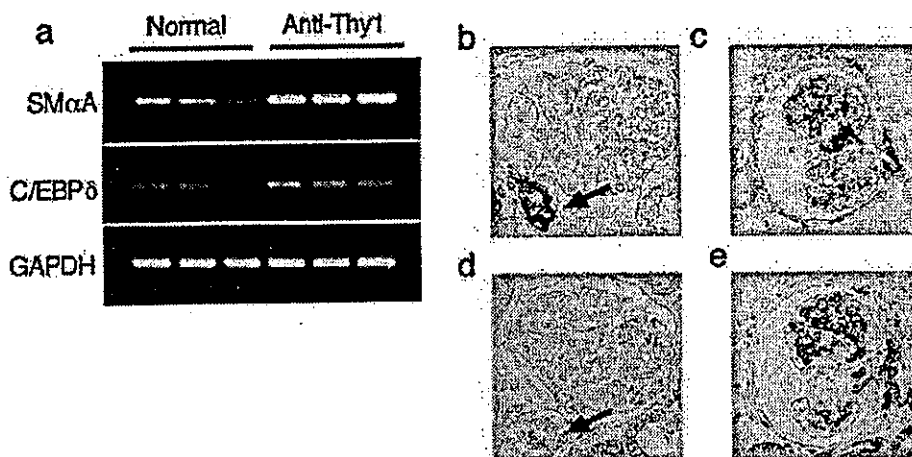 a
Normal Anti-Thy1
SMαA
C/EBPδ
GAPDH
b
c
d
e